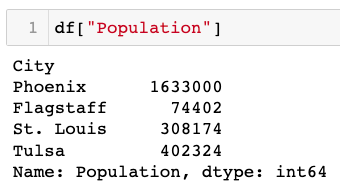 1 df["Population"]
City
Phoenix 1633000
Flagstaff 74402
St. Louis 308174
Tulsa 402324
Name: Population, dtype: int64